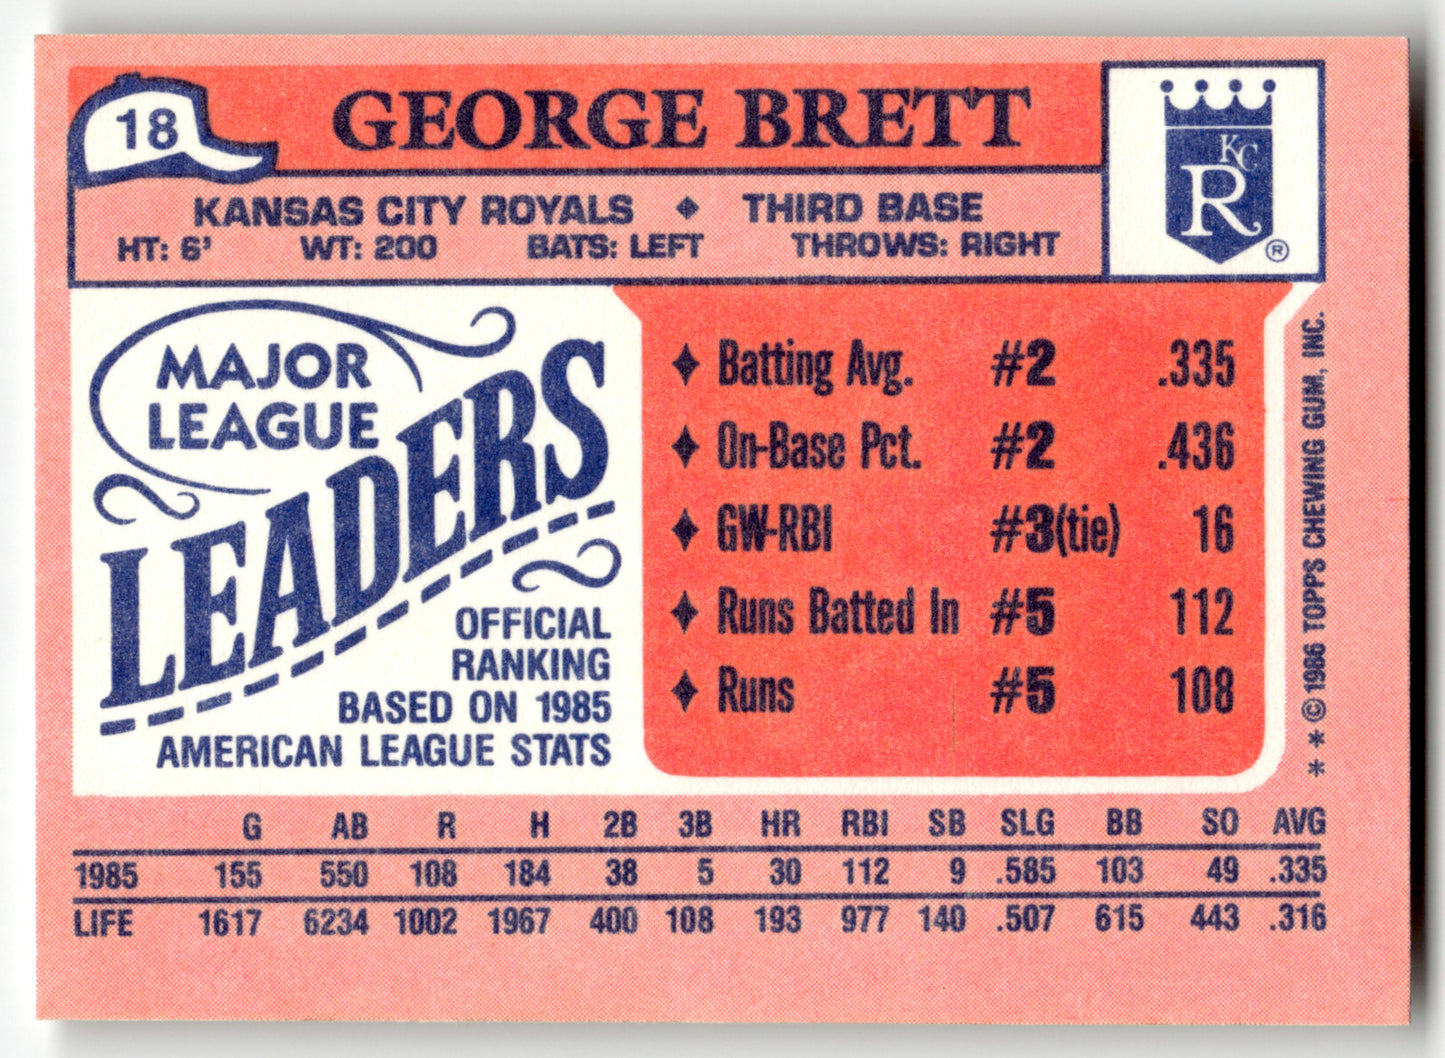 18
GEORGE BRETT
KC
R
®
KANSAS CITY ROYALS ♦ THIRD BASE
HT: 6' WT: 200 BATS: LEFT THROWS: RIGHT
MAJOR
LEAGUE
LEADERS
OFFICIAL
RANKING
BASED ON 1985
AMERICAN LEAGUE STATS
♦ Batting Avg. #2 .335
♦ On-Base Pct. #2 .436
♦ GW-RBI #3(tie) 16
♦ Runs Batted In #5 112
♦ Runs #5 108
* * © 1986 TOPPS CHEWING GUM, INC.
G AB R H 2B 3B HR RBI SB SLG BB SO AVG
1985 155 550 108 184 38 5 30 112 9 .585 103 49 .335
LIFE 1617 6234 1002 1967 400 108 193 977 140 .507 615 443 .316